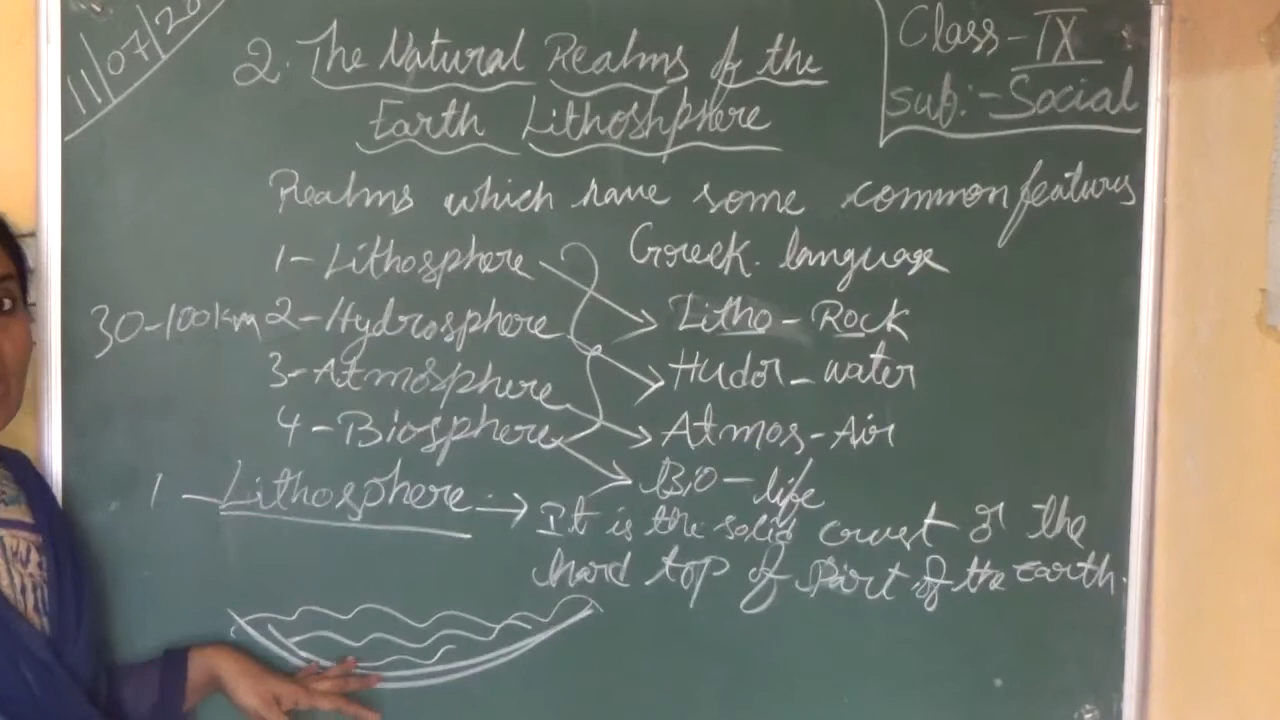 11/07/20
Class-IX
Sub:-Social
2. The Natural Realms of the
Earth Lithoshphere
Realms which have some common features
Greek language
1-Lithosphere
Litho-Rock
30-100km
2-Hydrosphere
Hudor-water
3-Atmosphere
Atmos-Air
4-Biosphere
Bio-life
1-Lithosphere → It is the solid crust or the
hard top of part of the Earth.